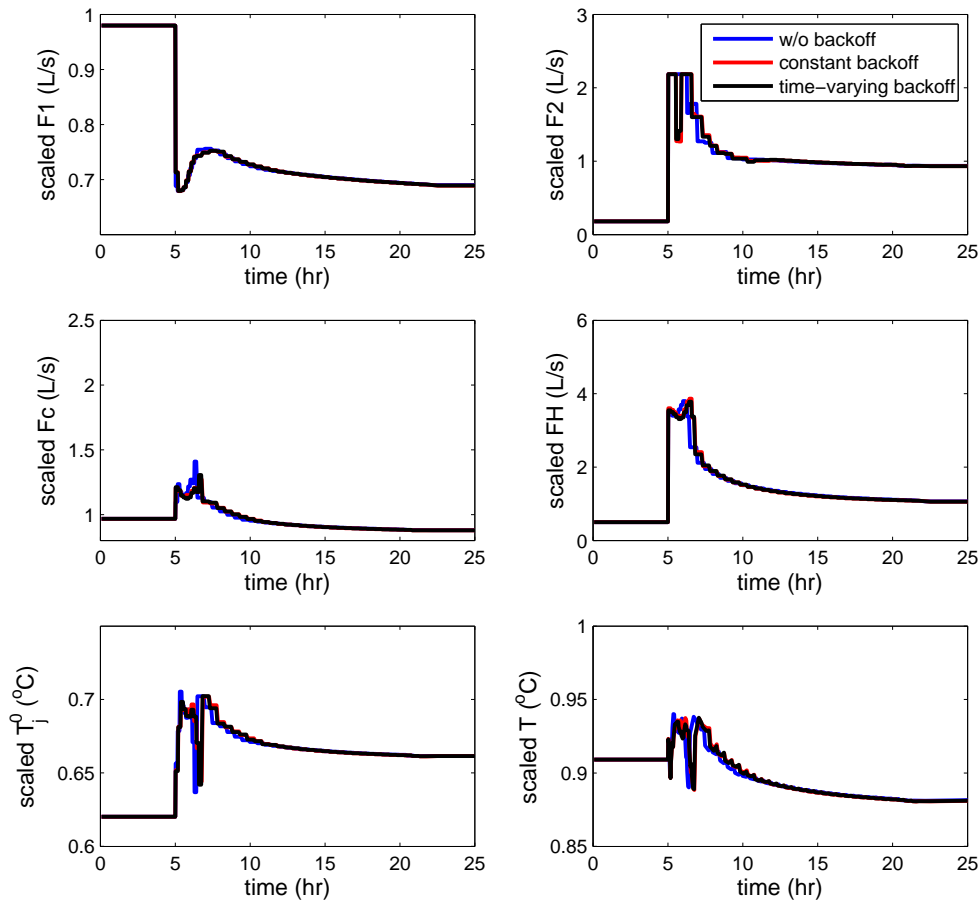 1
0.9
0.8
0.7
0 5 10 15 20 25
time (hr)
scaled F1 (L/s)
3
2
1
0
0 5 10 15 20 25
time (hr)
scaled F2 (L/s)
w/o backoff
constant backoff
time−varying backoff
2.5
2
1.5
1
0 5 10 15 20 25
time (hr)
scaled Fc (L/s)
6
4
2
0
0 5 10 15 20 25
time (hr)
scaled FH (L/s)
0.7
0.65
0.6
0 5 10 15 20 25
time (hr)
scaled T_j^0 (^oC)
1
0.95
0.9
0.85
0 5 10 15 20 25
time (hr)
scaled T (^oC)